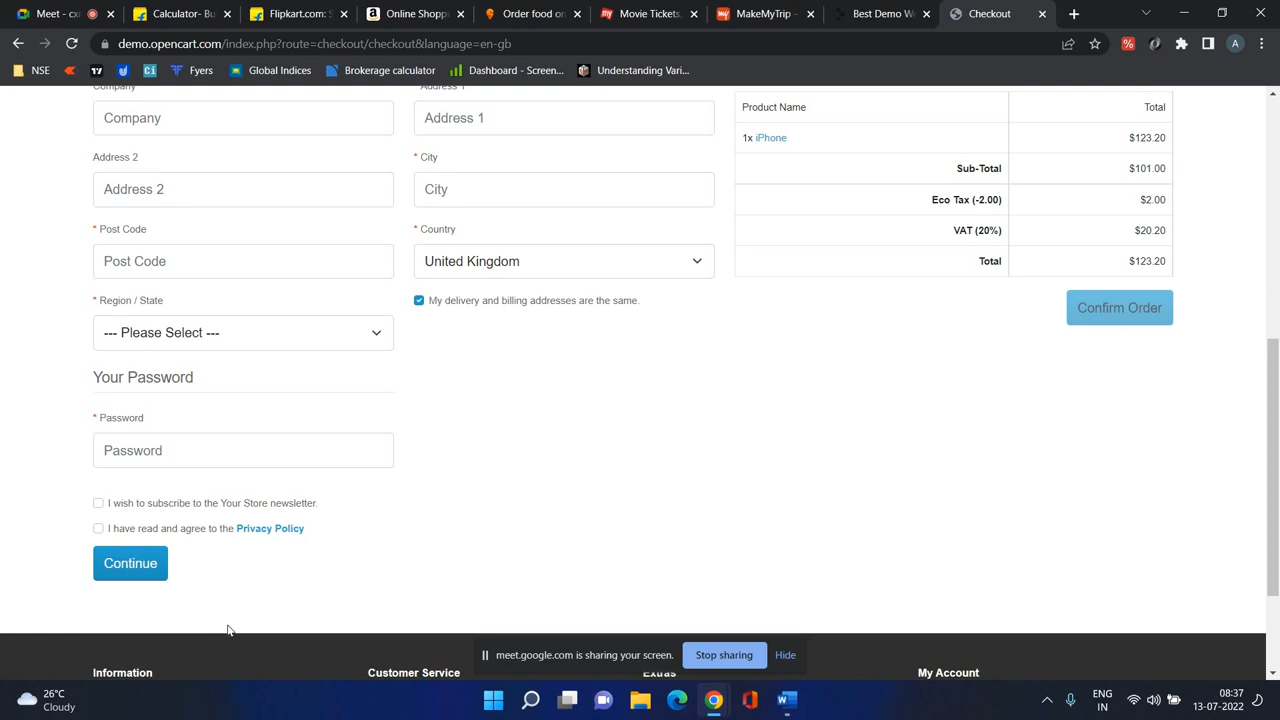 Meet - cx
Calculator- Bu
Flipkart.com: S
Online Shoppi
Order food on
Movie Tickets,
MakeMyTrip -
Best Demo We
Checkout
demo.opencart.com/index.php?route=checkout/checkout&language=en-gb
A
NSE
Fyers
Global Indices
Brokerage calculator
Dashboard - Screen...
Understanding Vari...
Company
Address 1
Company
Address 1
Address 2
* City
Address 2
City
* Post Code
* Country
Post Code
United Kingdom
* Region / State
My delivery and billing addresses are the same.
--- Please Select ---
Your Password
* Password
Password
I wish to subscribe to the Your Store newsletter.
I have read and agree to the Privacy Policy
Continue
Product Name Total
1x iPhone $123.20
Sub-Total $101.00
Eco Tax (-2.00) $2.00
VAT (20%) $20.20
Total $123.20
Confirm Order
meet.google.com is sharing your screen.
Stop sharing
Hide
Information
Customer Service
Extras
My Account
26°C
Cloudy
ENG
IN
08:37
13-07-2022